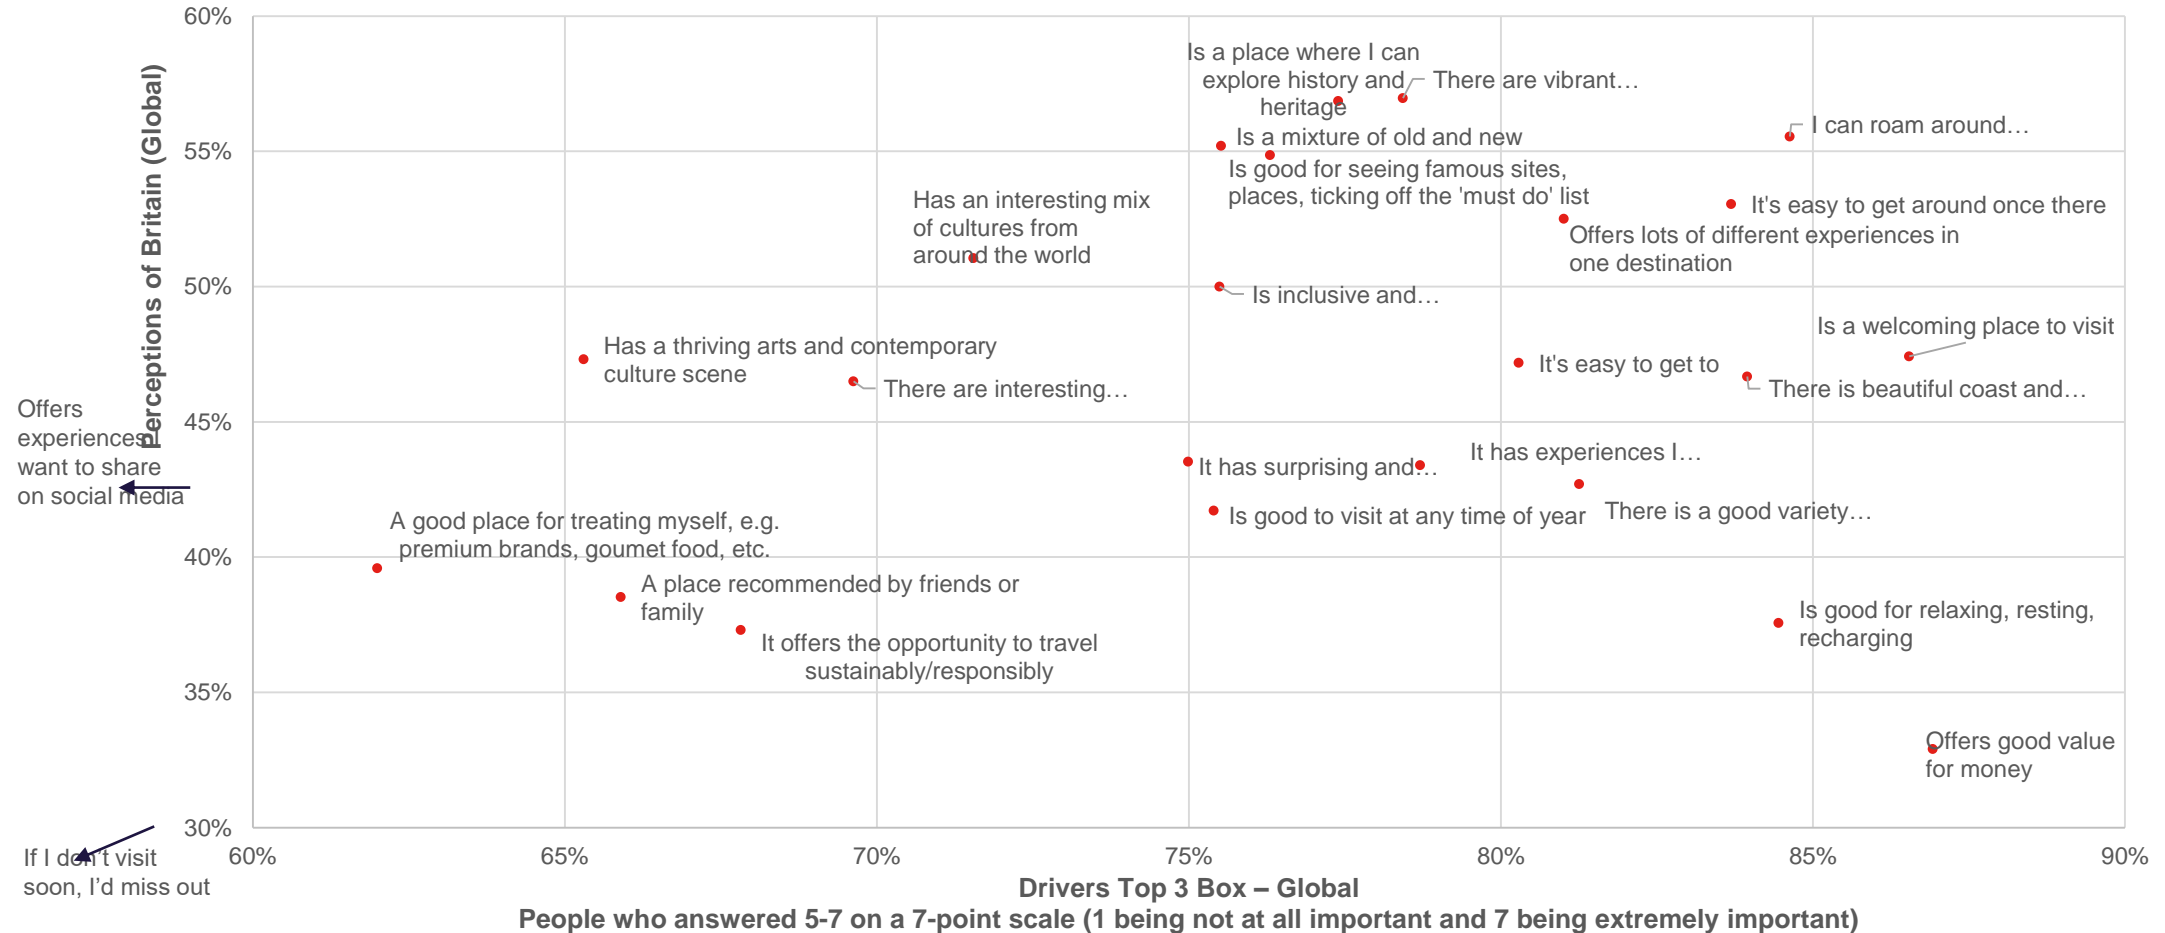 60%
55%
50%
45%
40%
35%
30%
Perceptions of Britain (Global)
Is a place where I can
explore history and
heritage
There are vibrant…
I can roam around…
Is a mixture of old and new
Is good for seeing famous sites,
places, ticking off the 'must do' list
Has an interesting mix
of cultures from
around the world
It's easy to get around once there
Offers lots of different experiences in
one destination
Is inclusive and…
Is a welcoming place to visit
Has a thriving arts and contemporary
culture scene
There are interesting…
It's easy to get to
There is beautiful coast and…
Offers
experiences I
want to share
on social media
It has surprising and…
It has experiences I…
Is good to visit at any time of year
There is a good variety…
A good place for treating myself, e.g.
premium brands, goumet food, etc.
A place recommended by friends or
family
It offers the opportunity to travel
sustainably/responsibly
Is good for relaxing, resting,
recharging
Offers good value
for money
If I don’t visit
soon, I’d miss out
60%
65%
70%
75%
80%
85%
90%
Drivers Top 3 Box – Global
People who answered 5-7 on a 7-point scale (1 being not at all important and 7 being extremely important)